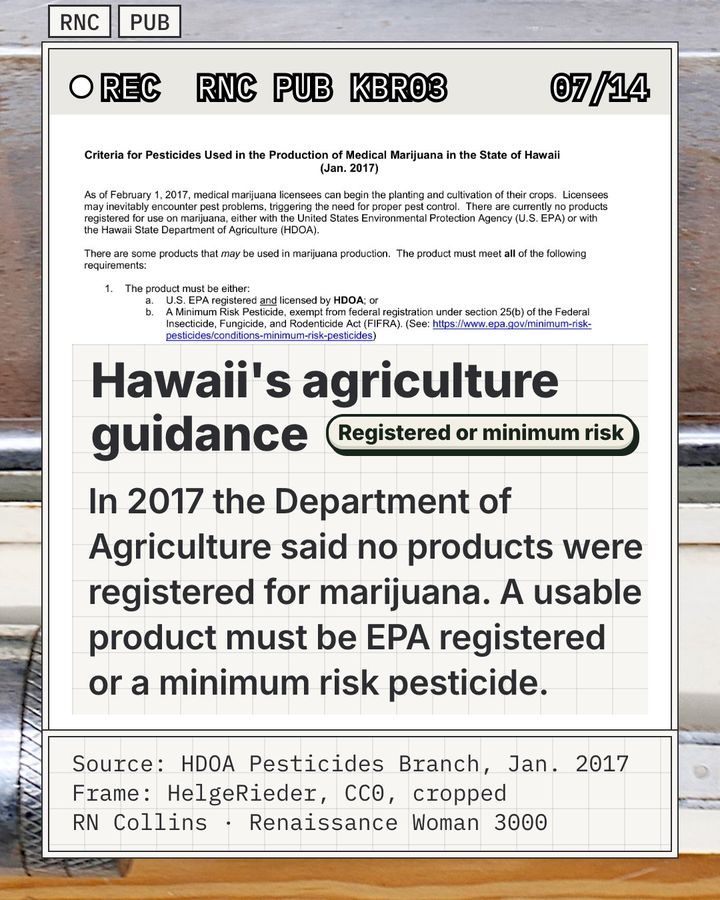 RNC PUB
REC RNC PUB KBR03 07/14
Criteria for Pesticides Used in the Production of Medical Marijuana in the State of Hawaii
(Jan. 2017)
As of February 1, 2017, medical marijuana licensees can begin the planting and cultivation of their crops. Licensees
may inevitably encounter pest problems, triggering the need for proper pest control. There are currently no products
registered for use on marijuana, either with the United States Environmental Protection Agency (U.S. EPA) or with
the Hawaii State Department of Agriculture (HDOA).
There are some products that may be used in marijuana production. The product must meet all of the following
requirements:
1. The product must be either:
a. U.S. EPA registered and licensed by HDOA; or
b. A Minimum Risk Pesticide, exempt from federal registration under section 25(b) of the Federal
Insecticide, Fungicide, and Rodenticide Act (FIFRA). (See: https://www.epa.gov/minimum-risk-
pesticides/conditions-minimum-risk-pesticides)
Hawaii's agriculture
guidance Registered or minimum risk
In 2017 the Department of
Agriculture said no products were
registered for marijuana. A usable
product must be EPA registered
or a minimum risk pesticide.
Source: HDOA Pesticides Branch, Jan. 2017
Frame: HelgeRieder, CC0, cropped
RN Collins · Renaissance Woman 3000